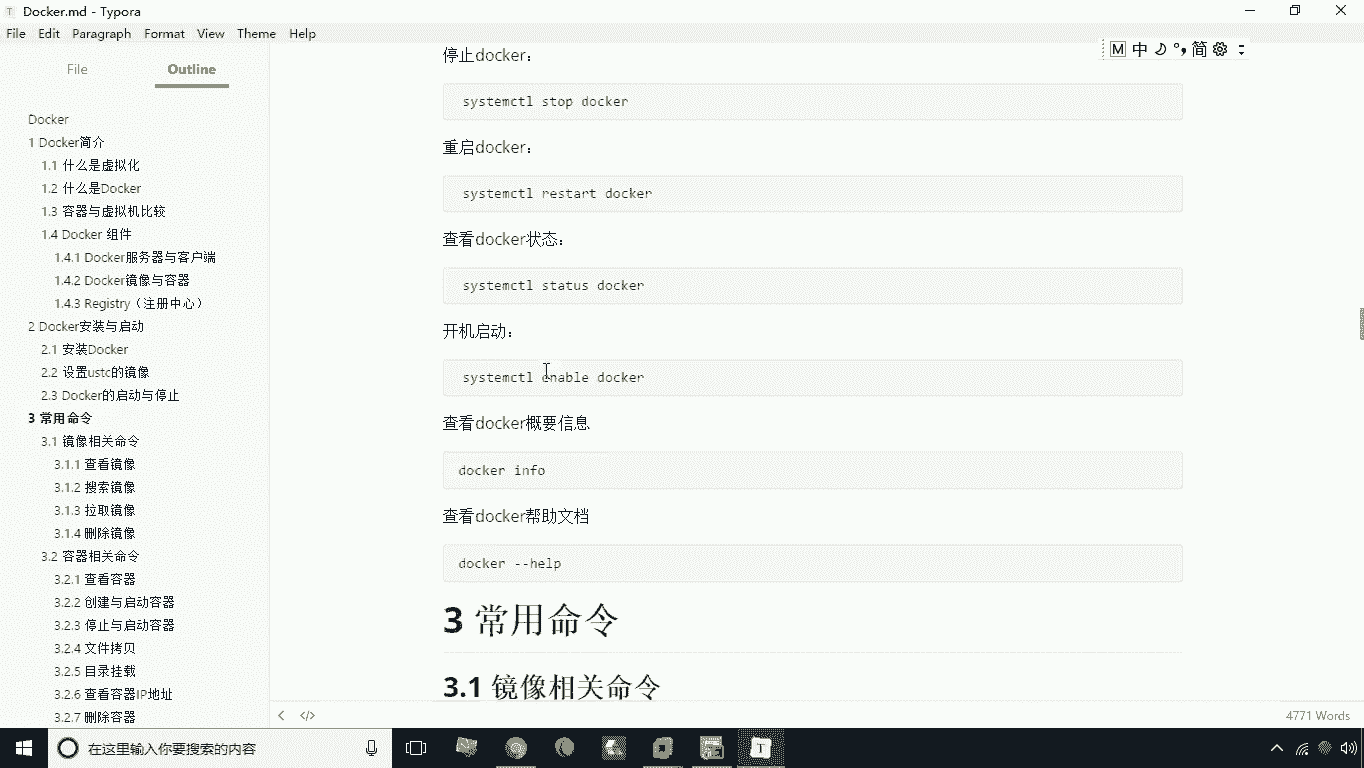 Docker.md - Typora
File Edit Paragraph Format View Theme Help
M 中 简
File Outline
Docker
1 Docker简介
1.1 什么是虚拟化
1.2 什么是Docker
1.3 容器与虚拟机比较
1.4 Docker 组件
1.4.1 Docker服务器与客户端
1.4.2 Docker镜像与容器
1.4.3 Registry（注册中心）
2 Docker安装与启动
2.1 安装Docker
2.2 设置ustc的镜像
2.3 Docker的启动与停止
3 常用命令
3.1 镜像相关命令
3.1.1 查看镜像
3.1.2 搜索镜像
3.1.3 拉取镜像
3.1.4 删除镜像
3.2 容器相关命令
3.2.1 查看容器
3.2.2 创建与启动容器
3.2.3 停止与启动容器
3.2.4 文件拷贝
3.2.5 目录挂载
3.2.6 查看容器IP地址
3.2.7 删除容器
停止docker：
systemctl stop docker
重启docker：
systemctl restart docker
查看docker状态：
systemctl status docker
开机启动：
systemctl enable docker
查看docker概要信息
docker info
查看docker帮助文档
docker --help
3 常用命令
3.1 镜像相关命令
4771 Words
在这里输入你要搜索的内容
T